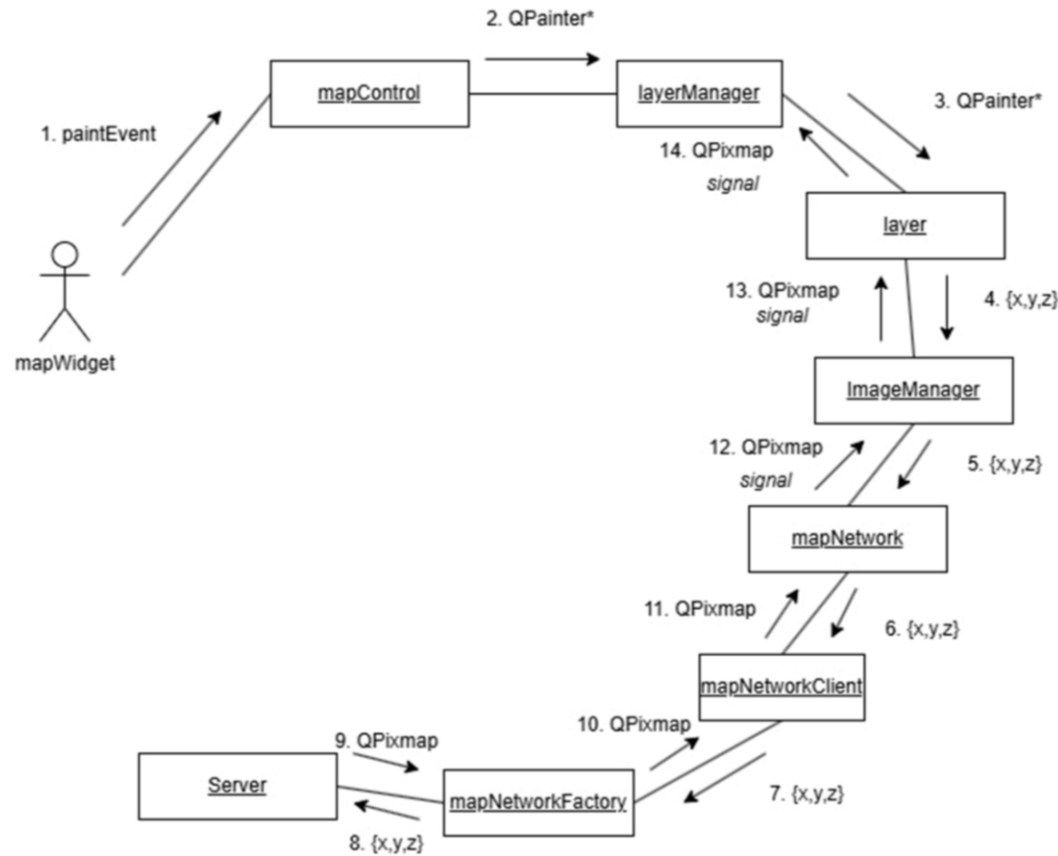 2. QPainter*
mapControl
layerManager
3. QPainter*
1. paintEvent
14. QPixmap
signal
layer
mapWidget
13. QPixmap
signal
4. {x,y,z}
ImageManager
12. QPixmap
signal
5. {x,y,z}
mapNetwork
11. QPixmap
6. {x,y,z}
mapNetworkClient
10. QPixmap
9. QPixmap
Server
mapNetworkFactory
7. {x,y,z}
8. {x,y,z}